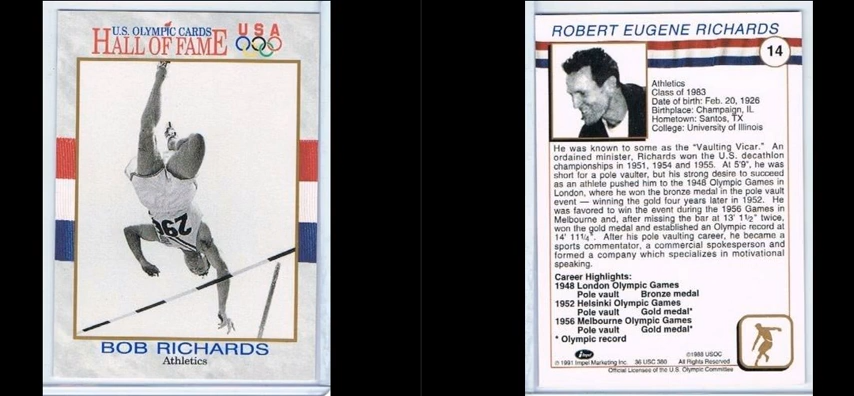 U.S. OLYMPIC CARDS
HALL OF FAME
USA
296
BOB RICHARDS
Athletics
ROBERT EUGENE RICHARDS
14
Athletics
Class of 1983
Date of birth: Feb. 20, 1926
Birthplace: Champaign, IL
Hometown: Santos, TX
College: University of Illinois
He was known to some as the "Vaulting Vicar." An
ordained minister, Richards won the U.S. decathlon
championships in 1951, 1954 and 1955. At 5'9", he was
short for a pole vaulter, but his strong desire to succeed
as an athlete pushed him to the 1948 Olympic Games in
London, where he won the bronze medal in the pole vault
event — winning the gold four years later in 1952. He
was favored to win the event during the 1956 Games in
Melbourne and, after missing the bar at 13' 1½" twice,
won the gold medal and established an Olympic record at
14' 11¼". After his pole vaulting career, he became a
sports commentator, a commercial spokesperson and
formed a company which specializes in motivational
speaking.
Career Highlights:
1948 London Olympic Games
Pole vault Bronze medal
1952 Helsinki Olympic Games
Pole vault Gold medal*
1956 Melbourne Olympic Games
Pole vault Gold medal*
* Olympic record
Impel ©1988 USOC
© 1991 Impel Marketing Inc. 36 USC 380 All Rights Reserved
Official Licensee of the U.S. Olympic Committee